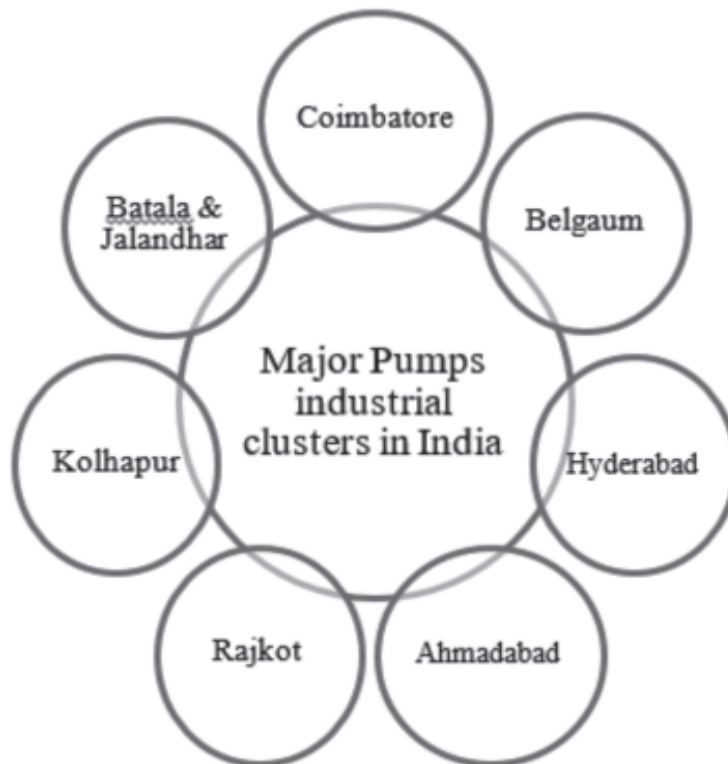 Coimbatore
Batala &
Jalandhar
Belgaum
Major Pumps
industrial
clusters in India
Kolhapur
Hyderabad
Rajkot
Ahmadabad